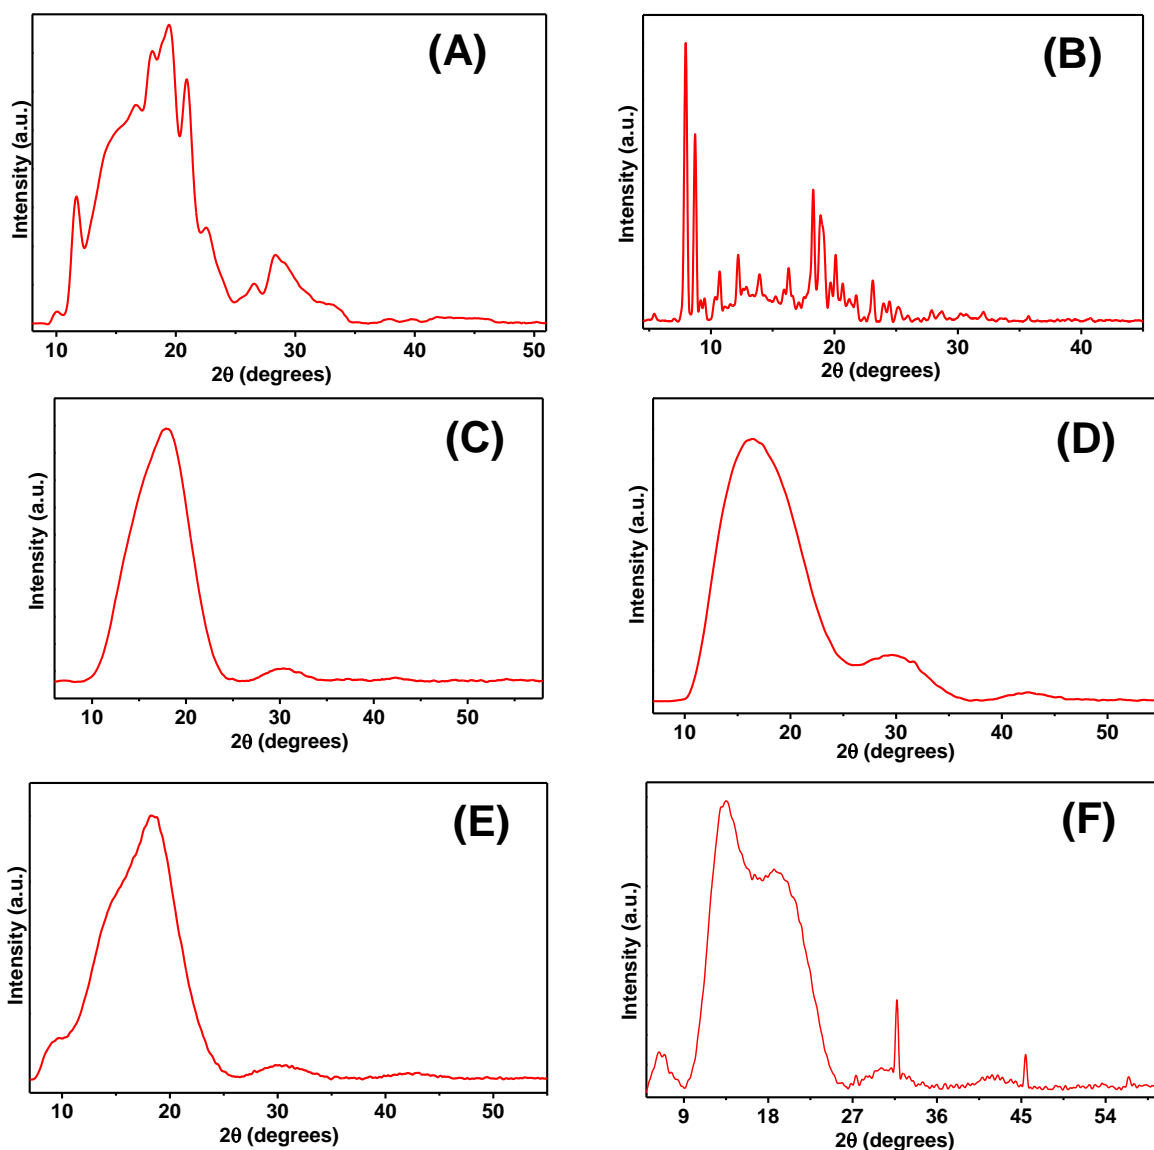 (A)
Intensity (a.u.)
10 20 30 40 50
2θ (degrees)
(B)
Intensity (a.u.)
10 20 30 40
2θ (degrees)
(C)
Intensity (a.u.)
10 20 30 40 50
2θ (degrees)
(D)
Intensity (a.u.)
10 20 30 40 50
2θ (degrees)
(E)
Intensity (a.u.)
10 20 30 40 50
2θ (degrees)
(F)
Intensity (a.u.)
9 18 27 36 45 54
2θ (degrees)